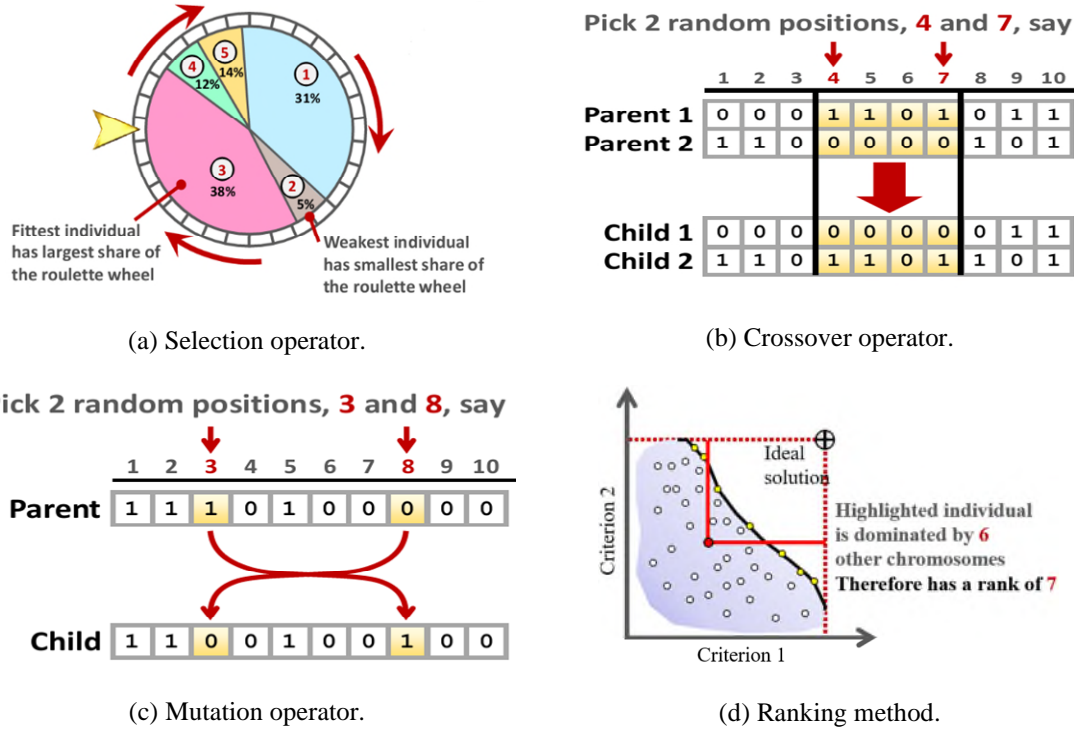 5
14%
4
12%
1
31%
3
38%
2
5%
Fittest individual
has largest share of
the roulette wheel
Weakest individual
has smallest share of
the roulette wheel
(a) Selection operator.
Pick 2 random positions, 4 and 7, say
1 2 3 4 5 6 7 8 9 10
Parent 1 0 0 0 1 1 0 1 0 1 1
Parent 2 1 1 0 0 0 0 0 1 0 1
Child 1 0 0 0 0 0 0 0 0 1 1
Child 2 1 1 0 1 1 0 1 1 0 1
(b) Crossover operator.
ick 2 random positions, 3 and 8, say
1 2 3 4 5 6 7 8 9 10
Parent 1 1 1 0 1 0 0 0 0 0
Child 1 1 0 0 1 0 0 1 0 0
(c) Mutation operator.
Criterion 2
Ideal
solution
Highlighted individual
is dominated by 6
other chromosomes
Therefore has a rank of 7
Criterion 1
(d) Ranking method.